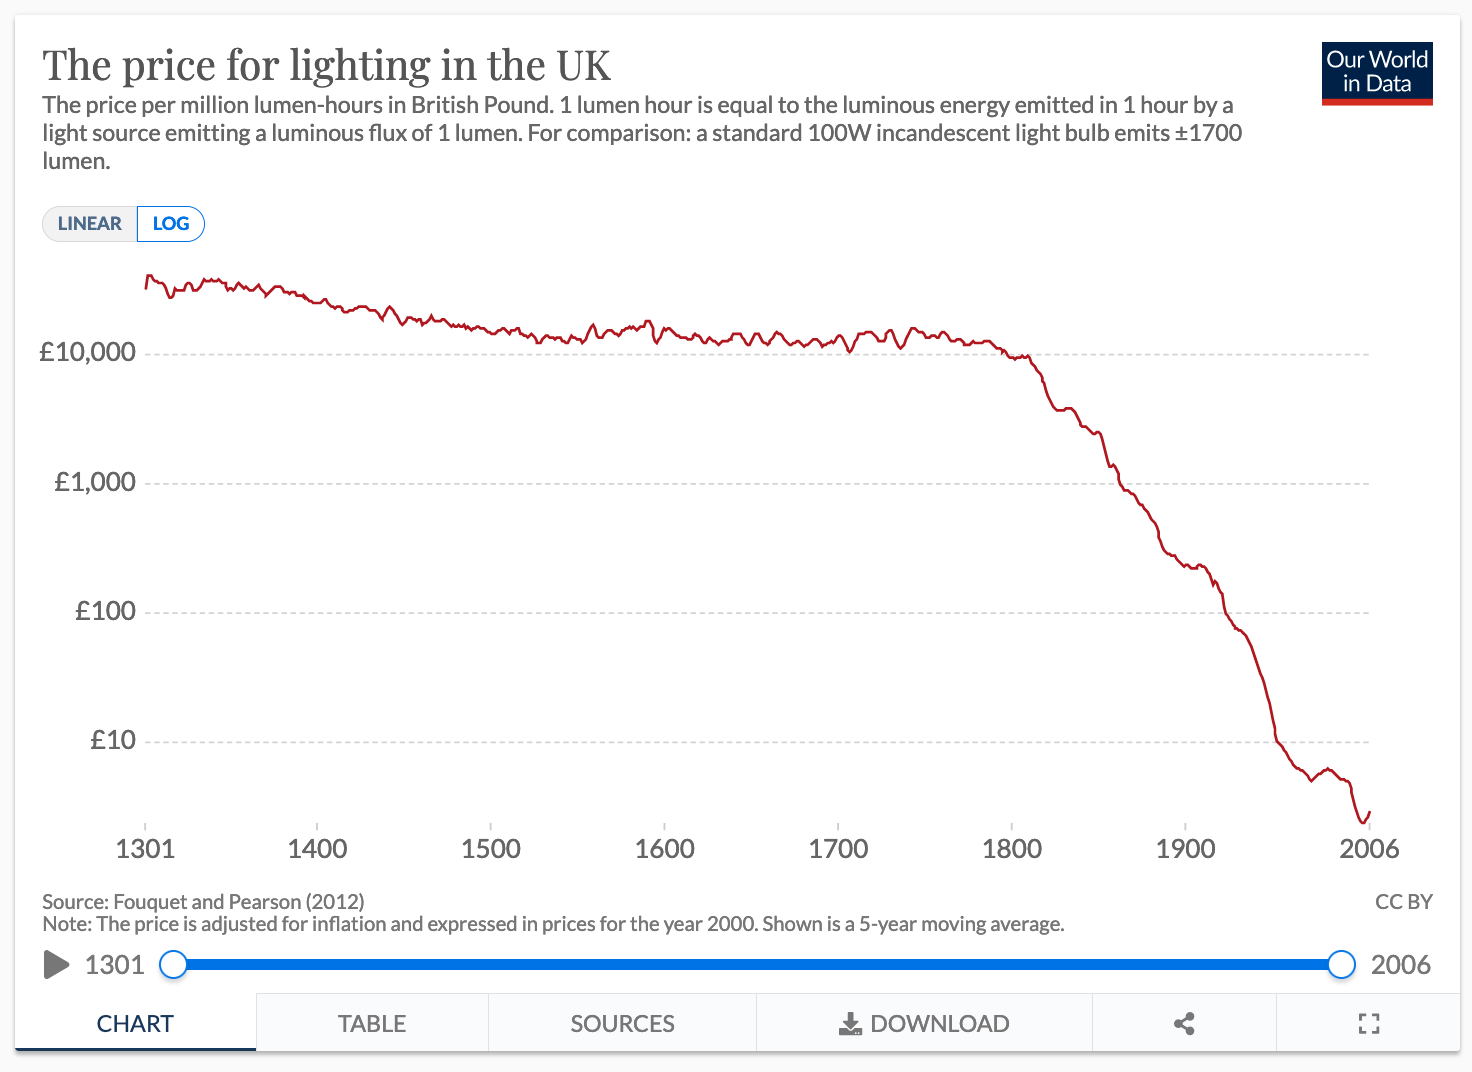 The price for lighting in the UK
Our World
in Data
The price per million lumen-hours in British Pound. 1 lumen hour is equal to the luminous energy emitted in 1 hour by a
light source emitting a luminous flux of 1 lumen. For comparison: a standard 100W incandescent light bulb emits ±1700
lumen.
LINEAR LOG
£10,000
£1,000
£100
£10
1301 1400 1500 1600 1700 1800 1900 2006
Source: Fouquet and Pearson (2012) CC BY
Note: The price is adjusted for inflation and expressed in prices for the year 2000. Shown is a 5-year moving average.
1301 2006
CHART TABLE SOURCES DOWNLOAD